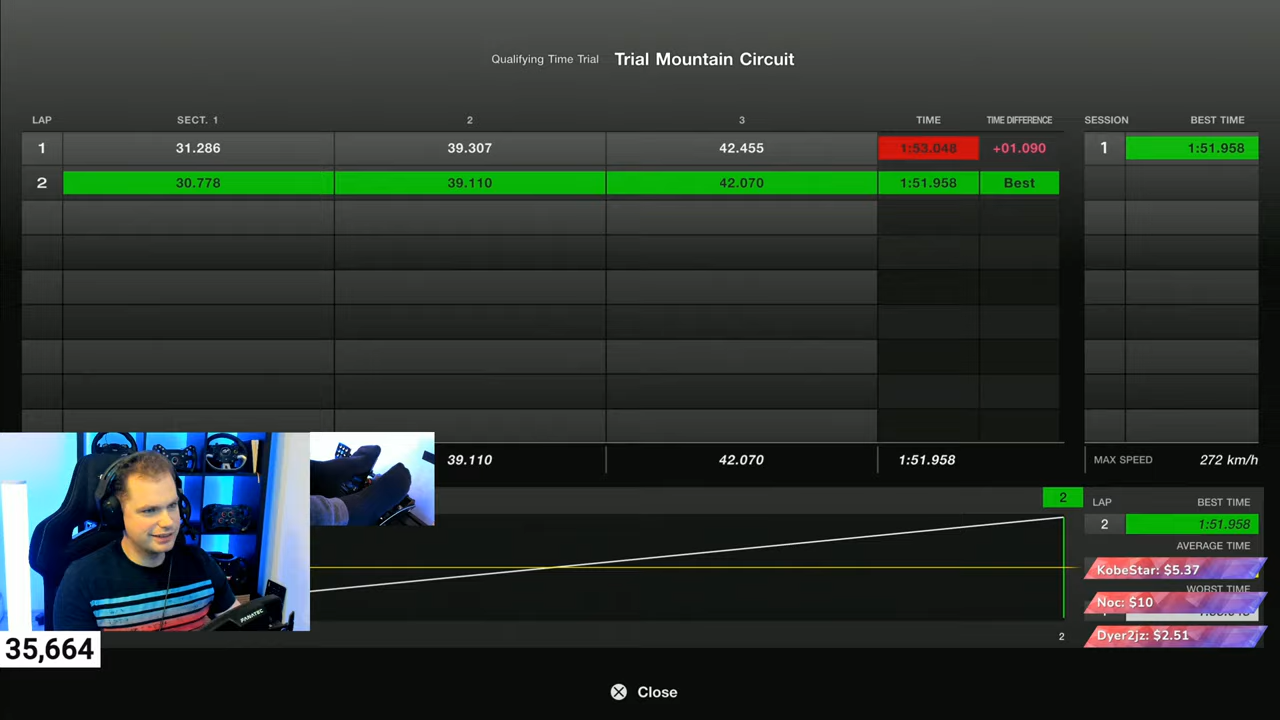 Qualifying Time Trial Trial Mountain Circuit
LAP SECT. 1 2 3 TIME TIME DIFFERENCE SESSION BEST TIME
1 31.286 39.307 42.455 1:53.048 +01.090 1 1:51.958
2 30.778 39.110 42.070 1:51.958 Best
39.110 42.070 1:51.958 MAX SPEED 272 km/h
2 LAP BEST TIME
2 1:51.958
AVERAGE TIME
KobeStar: $5.37
WORST TIME
Noc: $10
Dyer2jz: $2.51
2
FANATEC
35,664
Close